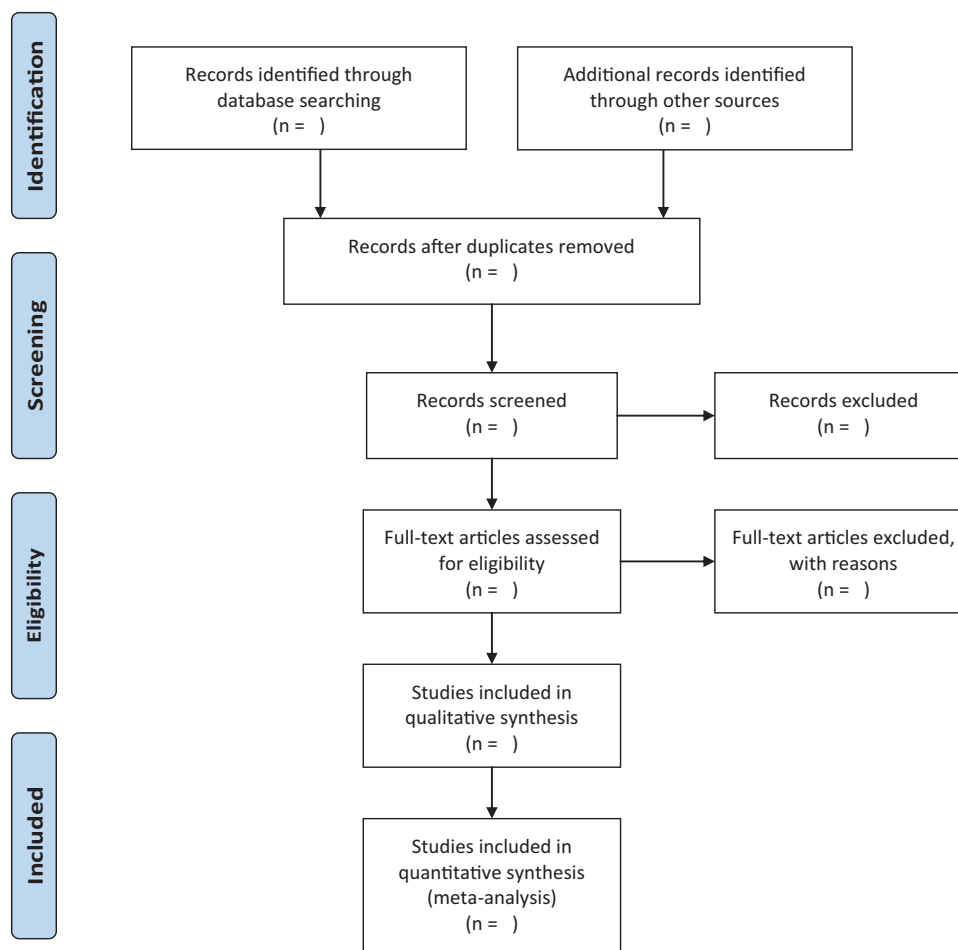 Identification
Records identified through
database searching
(n =   )
Additional records identified
through other sources
(n =   )
Records after duplicates removed
(n =   )
Screening
Records screened
(n =   )
Records excluded
(n =   )
Eligibility
Full-text articles assessed
for eligibility
(n =   )
Full-text articles excluded,
with reasons
(n =   )
Studies included in
qualitative synthesis
(n =   )
Included
Studies included in
quantitative synthesis
(meta-analysis)
(n =   )